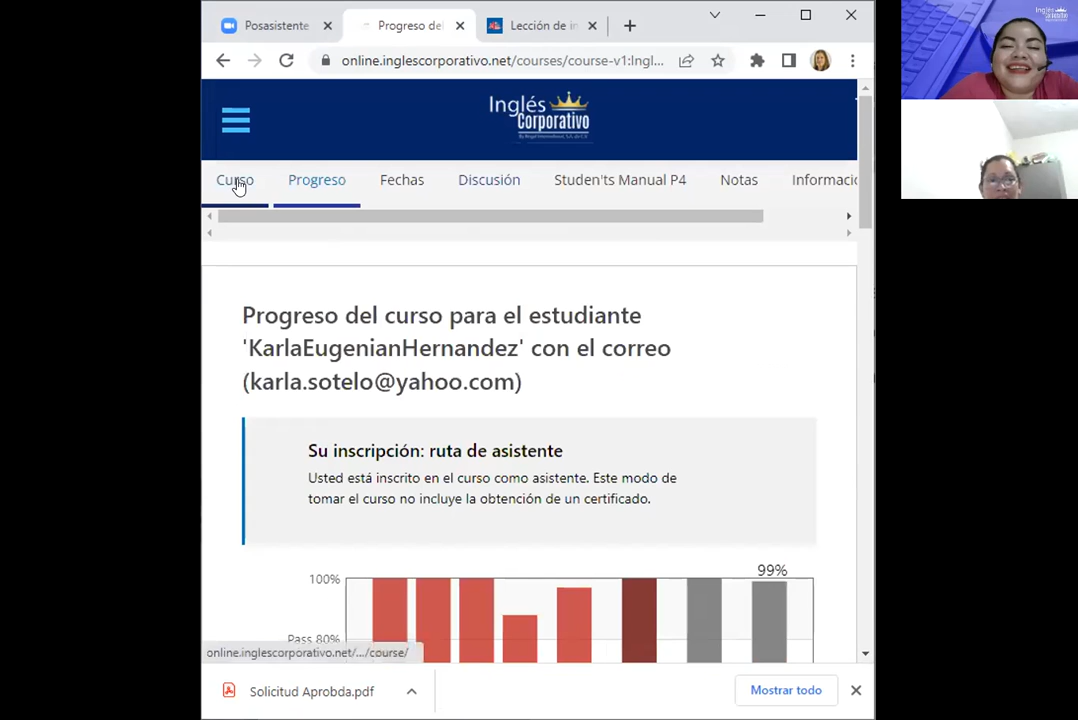 Posasistente
Progreso del
Lección de in
online.inglescorporativo.net/courses/course-v1:Ingl...
Inglés
Corporativo
Inglés
Corporativo
Curso
Progreso
Fechas
Discusión
Studen'ts Manual P4
Notas
Informacio
Progreso del curso para el estudiante
'KarlaEugenianHernandez' con el correo
(karla.sotelo@yahoo.com)
Su inscripción: ruta de asistente
Usted está inscrito en el curso como asistente. Este modo de
tomar el curso no incluye la obtención de un certificado.
99%
100%
Pass 80%
online.inglescorporativo.net/.../course/
Solicitud Aprobda.pdf
Mostrar todo